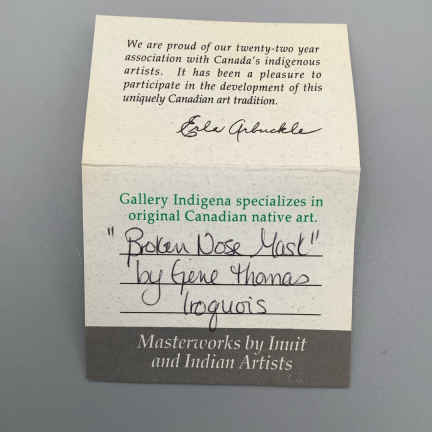 We are proud of our twenty-two year
association with Canada's indigenous
artists. It has been a pleasure to
participate in the development of this
uniquely Canadian art tradition.
Erla Arbuckle
Gallery Indigena specializes in
original Canadian native art.
"Broken Nose Mask"
by Gene Thomas
Iroquois
Masterworks by Inuit
and Indian Artists